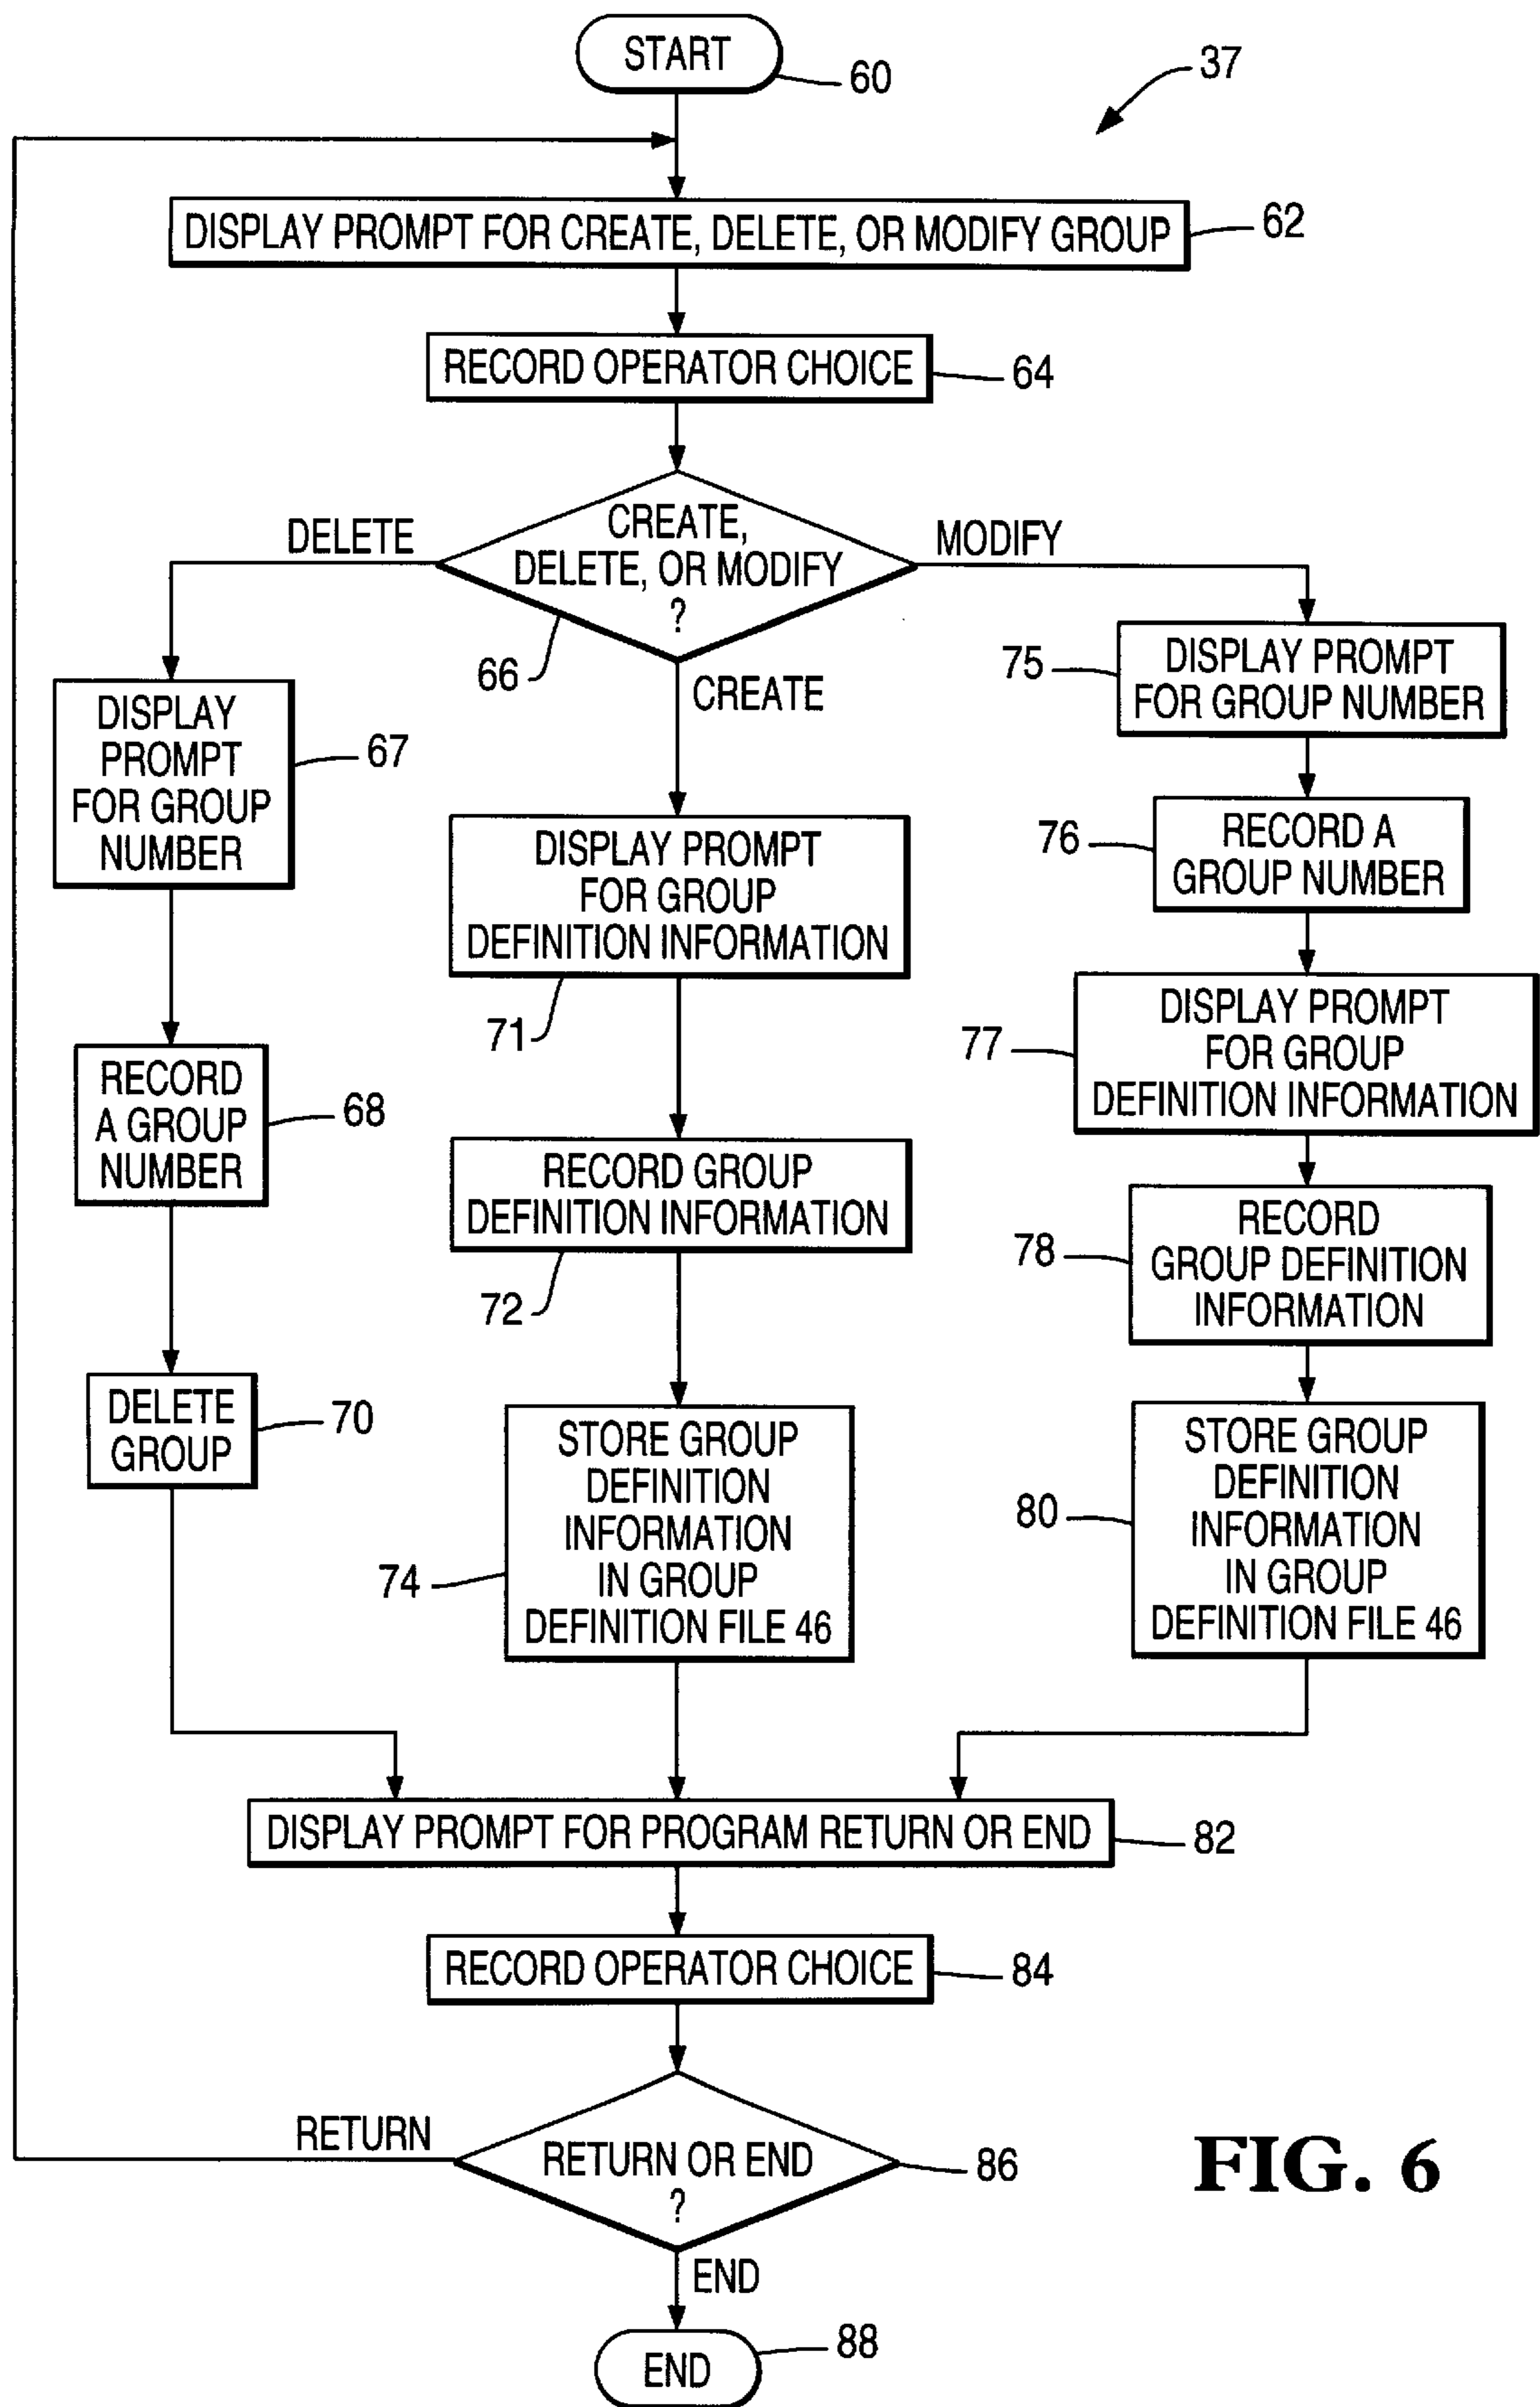 START
60
37
DISPLAY PROMPT FOR CREATE, DELETE, OR MODIFY GROUP
62
RECORD OPERATOR CHOICE
64
CREATE,
DELETE, OR MODIFY
?
66
DELETE
MODIFY
CREATE
DISPLAY
PROMPT
FOR GROUP
NUMBER
67
RECORD
A GROUP
NUMBER
68
DELETE
GROUP
70
DISPLAY PROMPT
FOR GROUP
DEFINITION INFORMATION
71
RECORD GROUP
DEFINITION INFORMATION
72
STORE GROUP
DEFINITION
INFORMATION
IN GROUP
DEFINITION FILE 46
74
75
DISPLAY PROMPT
FOR GROUP NUMBER
76
RECORD A
GROUP NUMBER
77
DISPLAY PROMPT
FOR GROUP
DEFINITION INFORMATION
78
RECORD
GROUP DEFINITION
INFORMATION
80
STORE GROUP
DEFINITION
INFORMATION
IN GROUP
DEFINITION FILE 46
DISPLAY PROMPT FOR PROGRAM RETURN OR END
82
RECORD OPERATOR CHOICE
84
RETURN
RETURN OR END
?
86
END
END
88
FIG. 6